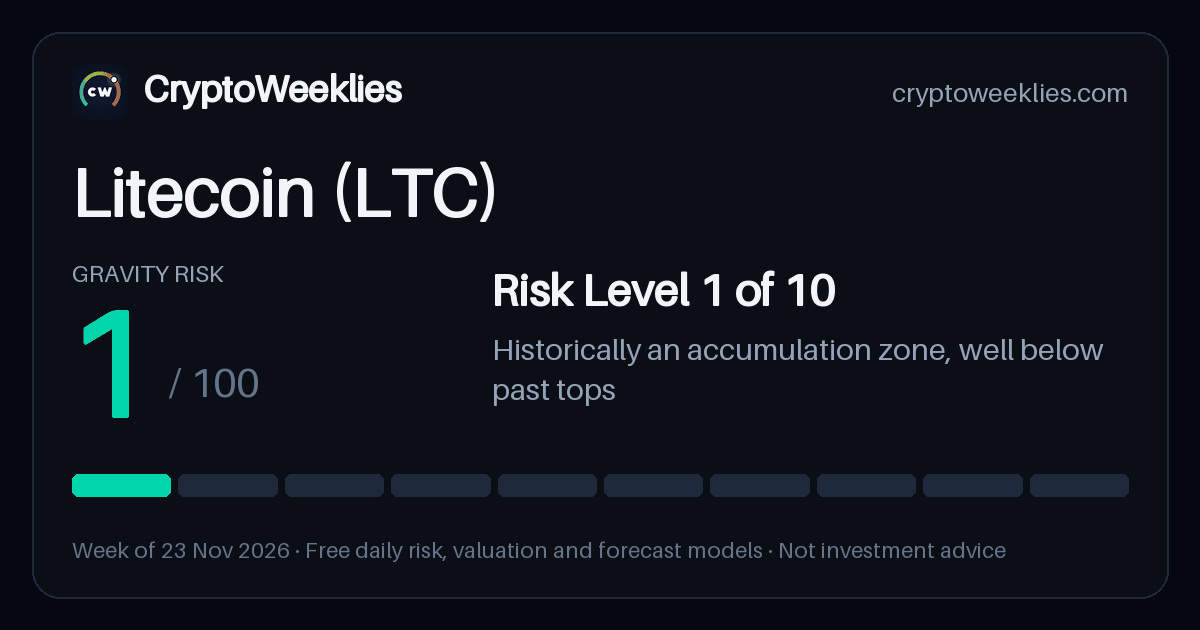 CW
CryptoWeeklies
cryptoweeklies.com
Litecoin (LTC)
GRAVITY RISK
1 / 100
Risk Level 1 of 10
Historically an accumulation zone, well below
past tops
Week of 23 Nov 2026 · Free daily risk, valuation and forecast models · Not investment advice